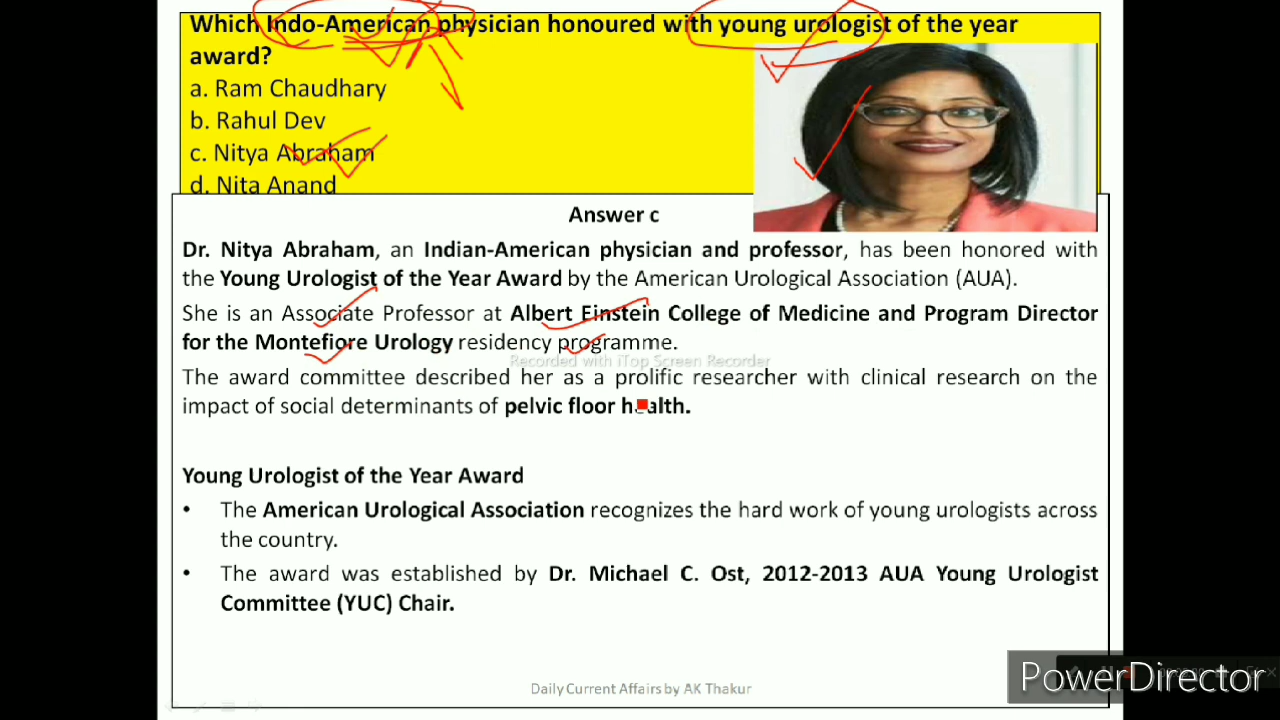 Which Indo-American physician honoured with young urologist of the year
award?
a. Ram Chaudhary
b. Rahul Dev
c. Nitya Abraham
d. Nita Anand
Answer c
Dr. Nitya Abraham, an Indian-American physician and professor, has been honored with
the Young Urologist of the Year Award by the American Urological Association (AUA).
She is an Associate Professor at Albert Einstein College of Medicine and Program Director
for the Montefiore Urology residency programme.
Recorded with iTop Screen Recorder
The award committee described her as a prolific researcher with clinical research on the
impact of social determinants of pelvic floor health.
Young Urologist of the Year Award
• The American Urological Association recognizes the hard work of young urologists across
the country.
• The award was established by Dr. Michael C. Ost, 2012-2013 AUA Young Urologist
Committee (YUC) Chair.
Daily Current Affairs by AK Thakur
PowerDirector